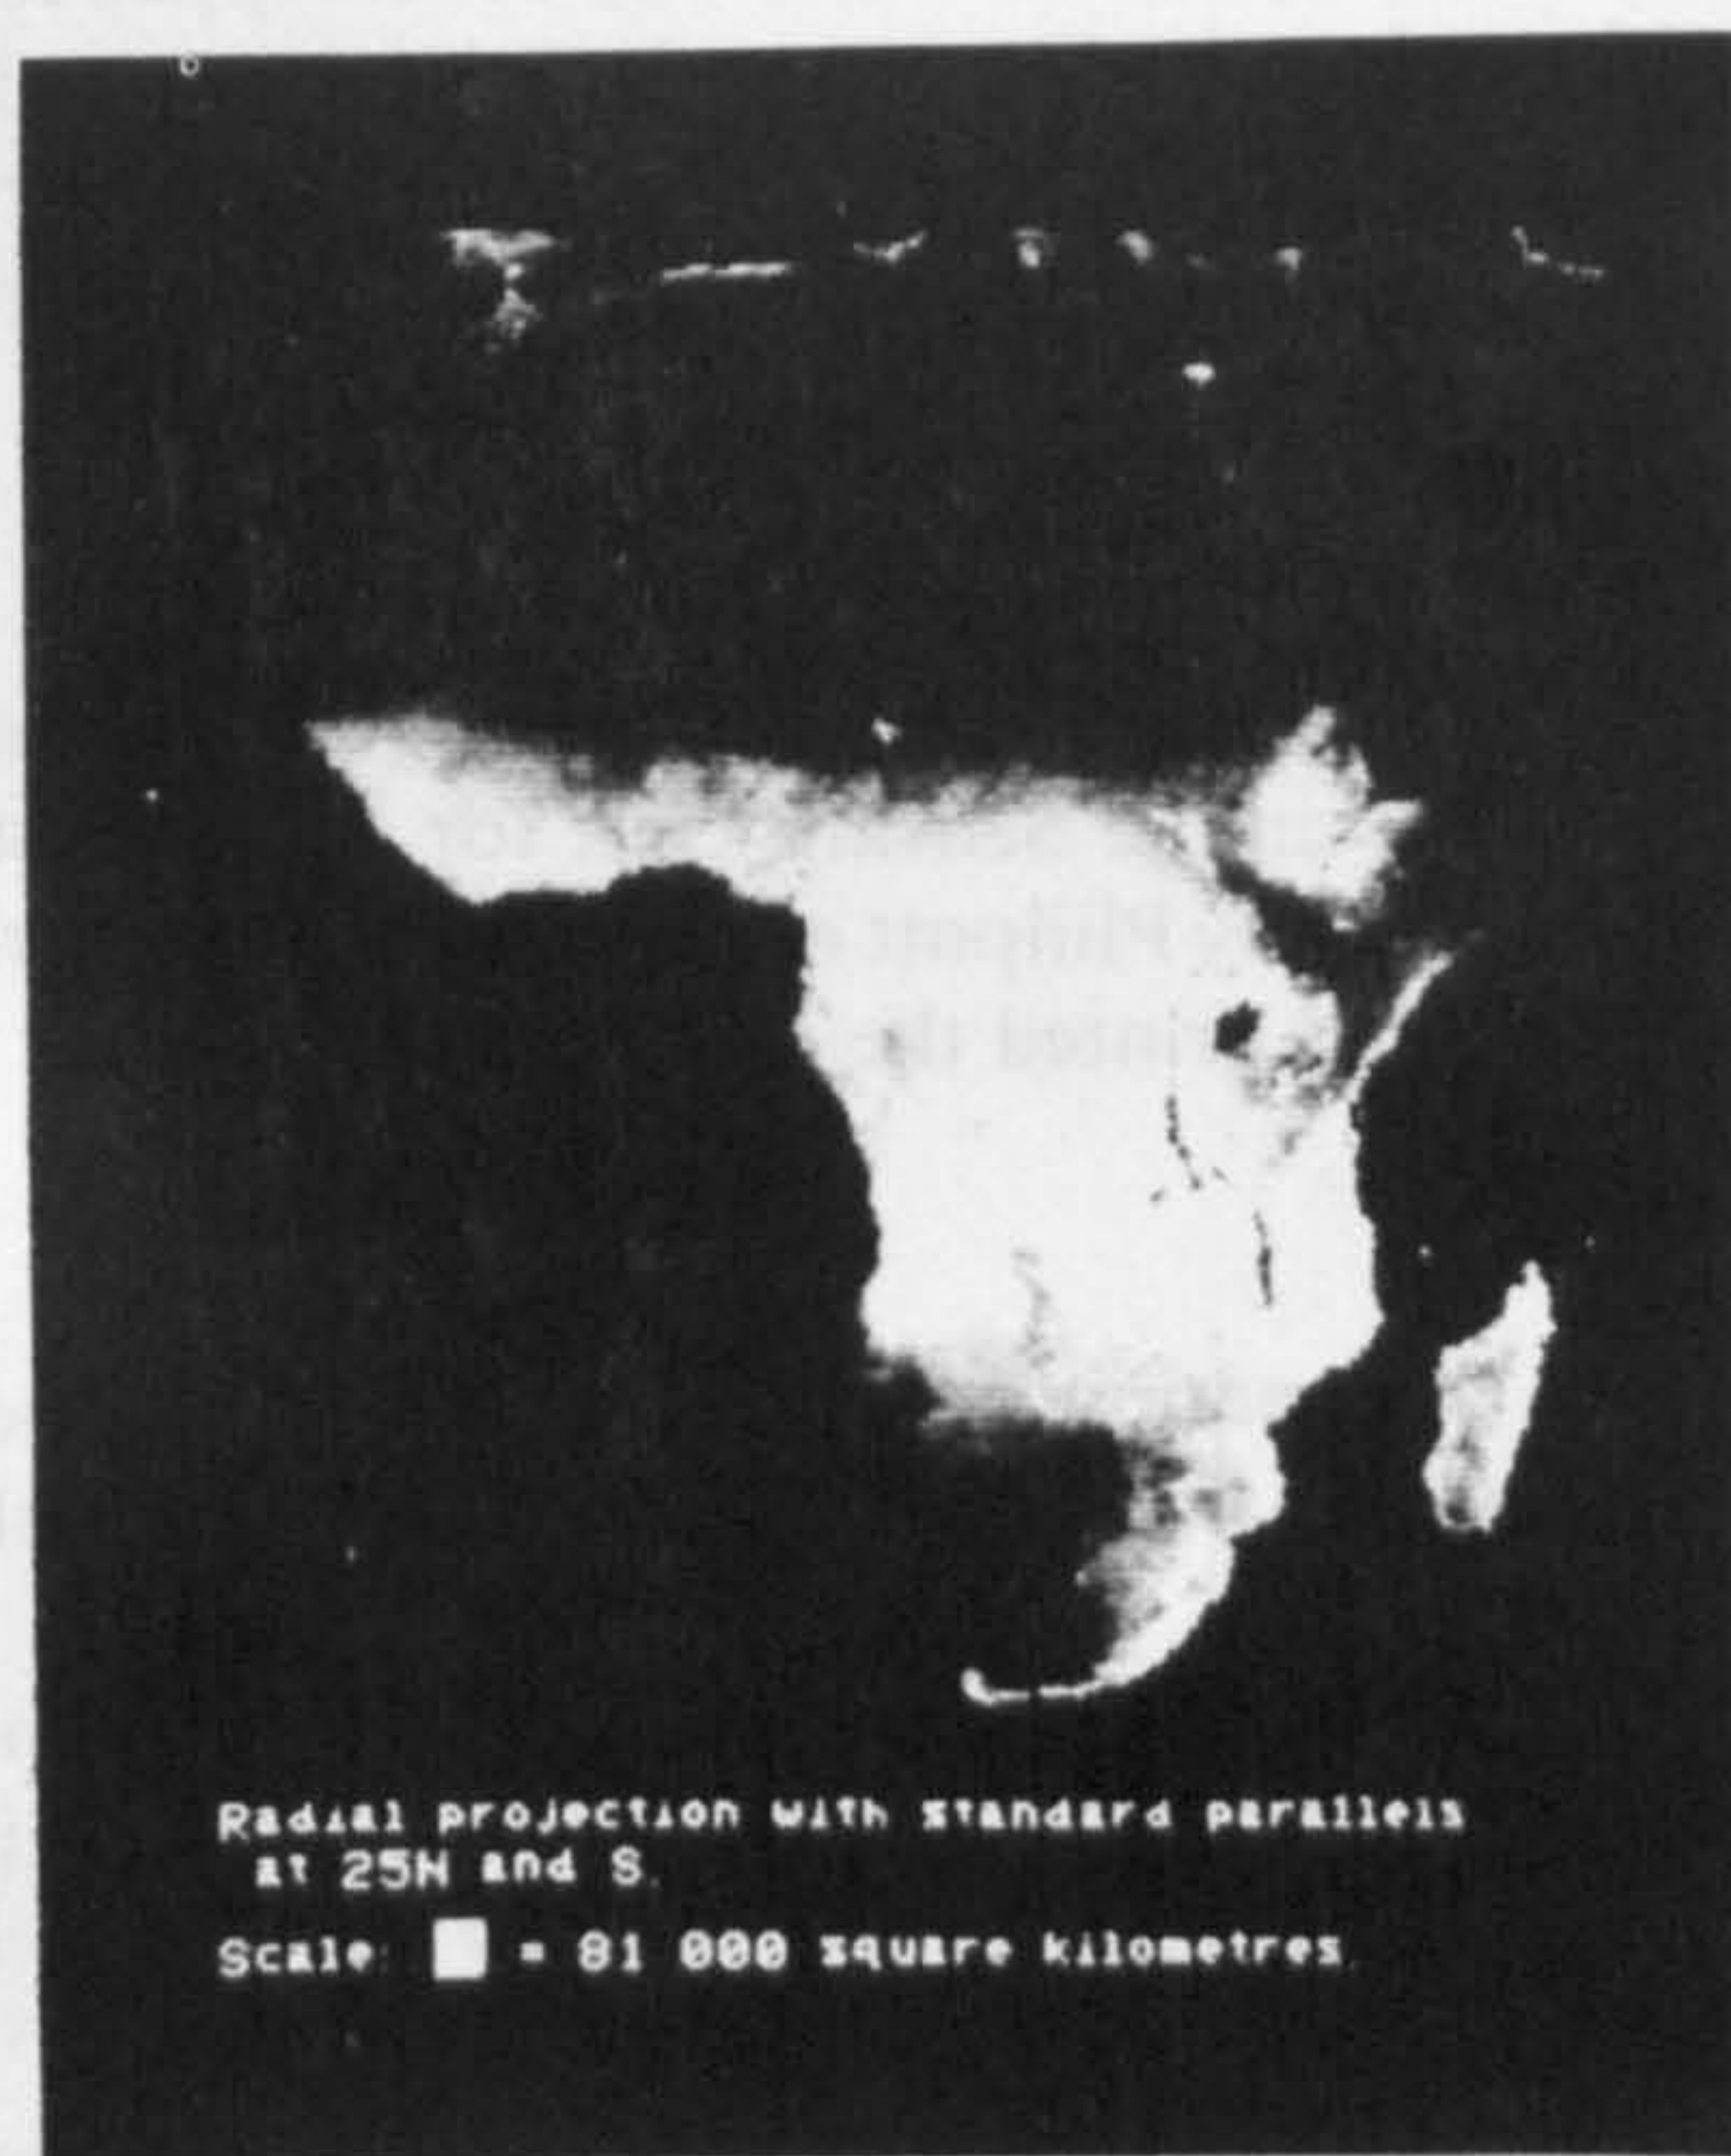 Radial projection with standard parallels
at 25N and S.
Scale: = 81 000 square kilometres.